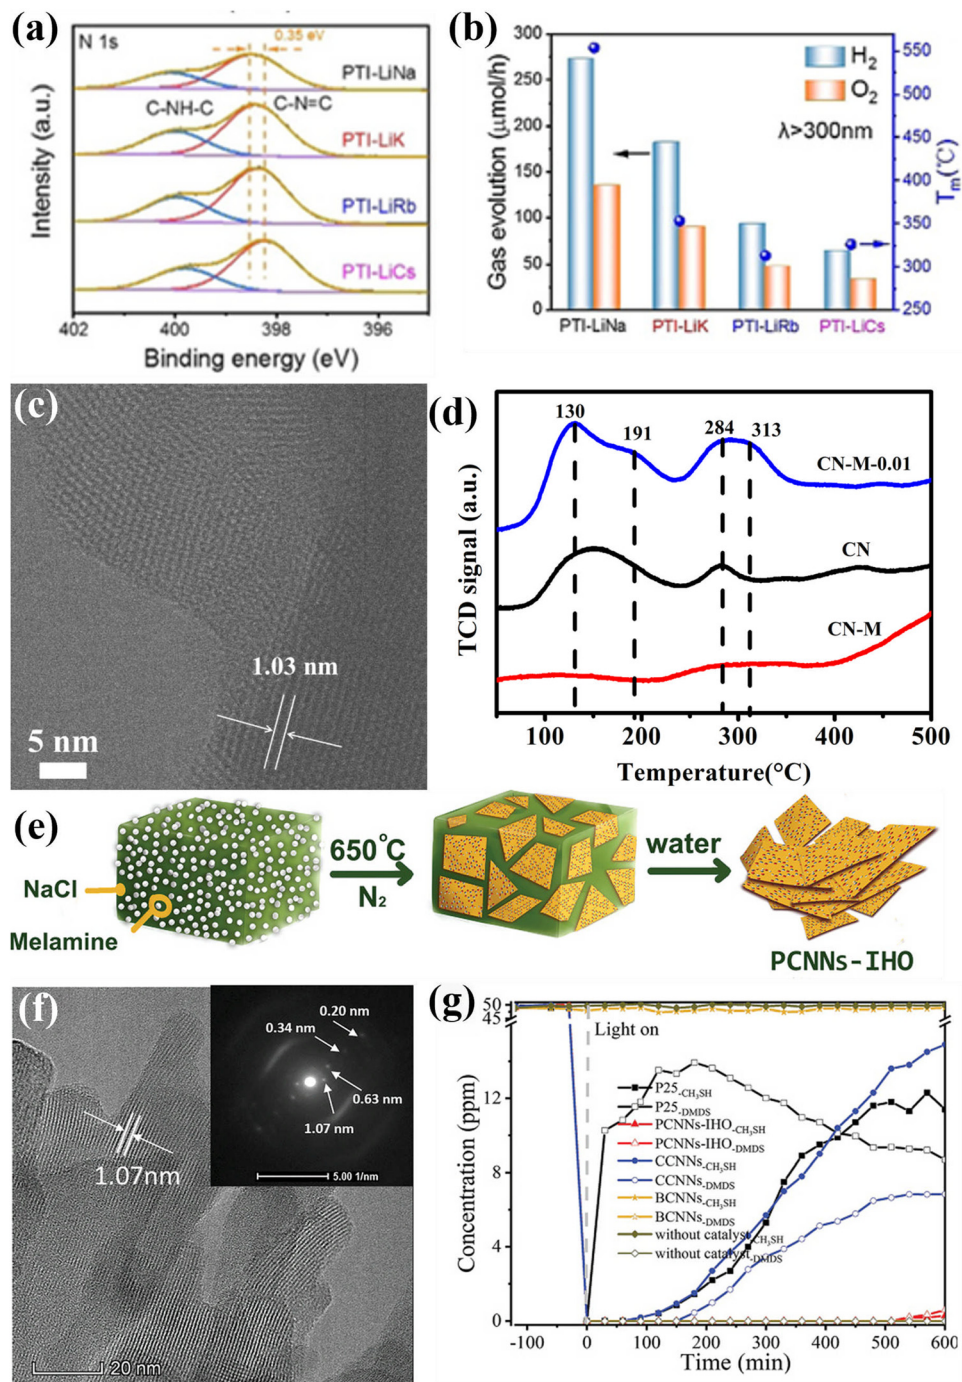 (a)
N 1s
0.35 eV
PTI-LiNa
C-NH-C
C-N=C
PTI-LiK
PTI-LiRb
PTI-LiCs
Intensity (a.u.)
402
400
398
396
Binding energy (eV)
(b)
Gas evolution (μmol/h)
300
250
200
150
100
50
0
H2
O2
λ>300nm
550
500
450
400
350
300
250
Tm(℃)
PTI-LiNa
PTI-LiK
PTI-LiRb
PTI-LiCs
(c)
1.03 nm
5 nm
(d)
TCD signal (a.u.)
130
191
284
313
CN-M-0.01
CN
CN-M
100
200
300
400
500
Temperature(°C)
(e)
NaCl
Melamine
650°C
N2
water
PCNNs-IHO
(f)
1.07nm
20 nm
0.20 nm
0.34 nm
0.63 nm
1.07 nm
5.00 1/nm
(g)
Concentration (ppm)
50
45
12
8
4
0
Light on
P25-CH3SH
P25-DMDS
PCNNs-IHO-CH3SH
PCNNs-IHO-DMDS
CCNNs-CH3SH
CCNNs-DMDS
BCNNs-CH3SH
BCNNs-DMDS
without catalyst-CH3SH
without catalyst-DMDS
-100
0
100
200
300
400
500
600
Time (min)